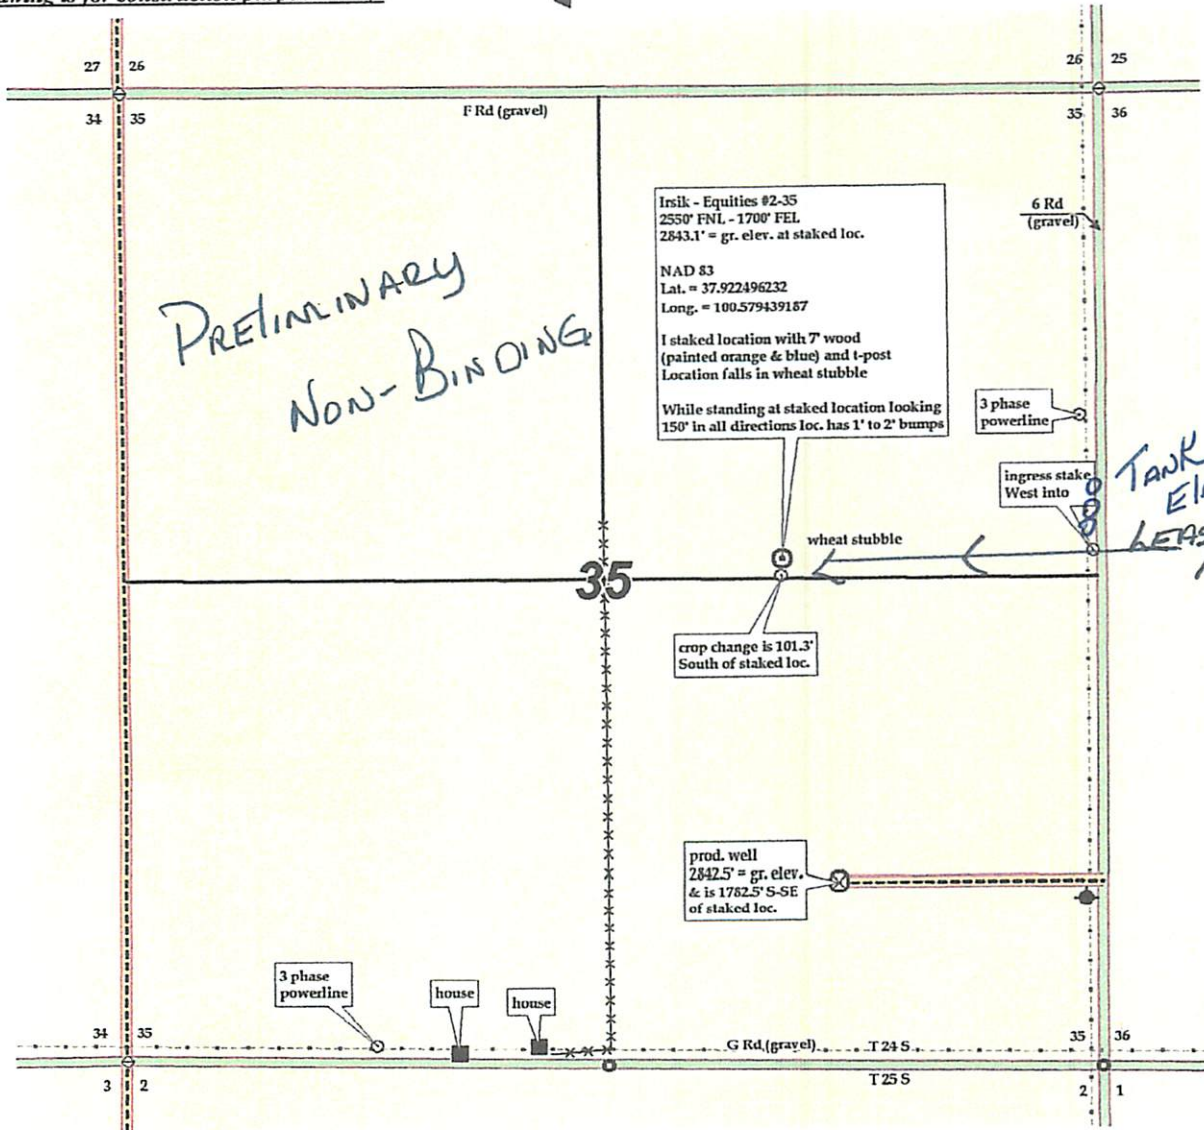 is for construction purposes
27 26
26 25
34 35
F Rd (gravel)
35 36
Irsik - Equities #2-35
2550' FNL - 1700' FEL
2843.1' = gr. elev. at staked loc.
NAD 83
Lat. = 37.922496232
Long. = 100.579439187
I staked location with 7' wood
(painted orange & blue) and t-post
Location falls in wheat stubble
While standing at staked location looking
150' in all directions loc. has 1' to 2' bumps
6 Rd
(gravel)
PRELIMINARY
NON-BINDING
3 phase
powerline
ingress stake
West into
TANK
wheat stubble
35
crop change is 101.3'
South of staked loc.
prod. well
2842.5' = gr. elev.
& is 1782.5' S-SE
of staked loc.
3 phase
powerline
house
house
34 35
G Rd (gravel)
T 24 S
35 36
3 2
T 25 S
2 1